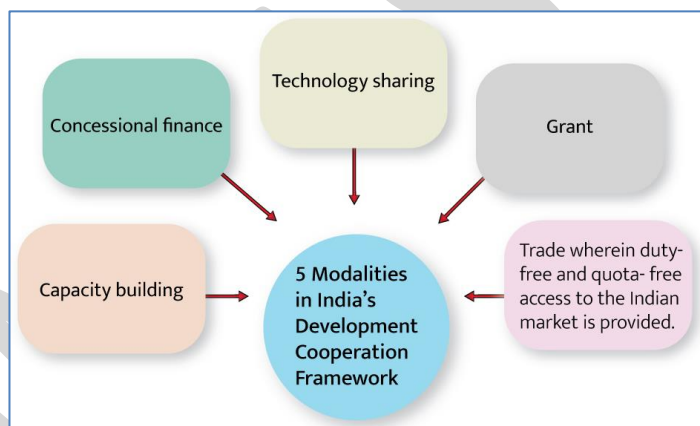 Technology sharing
Concessional finance
Grant
Capacity building
Trade wherein duty-
free and quota- free
access to the Indian
market is provided.
5 Modalities
in India's
Development
Cooperation
Framework